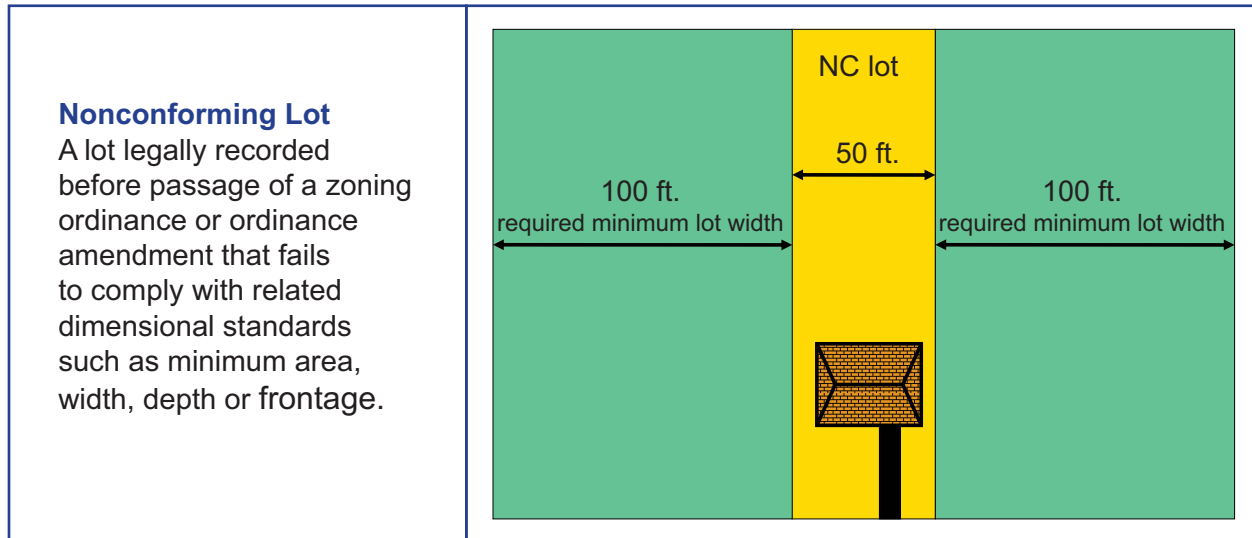 Nonconforming Lot
A lot legally recorded
before passage of a zoning
ordinance or ordinance
amendment that fails
to comply with related
dimensional standards
such as minimum area,
width, depth or frontage.
NC lot
50 ft.
100 ft.
required minimum lot width
100 ft.
required minimum lot width